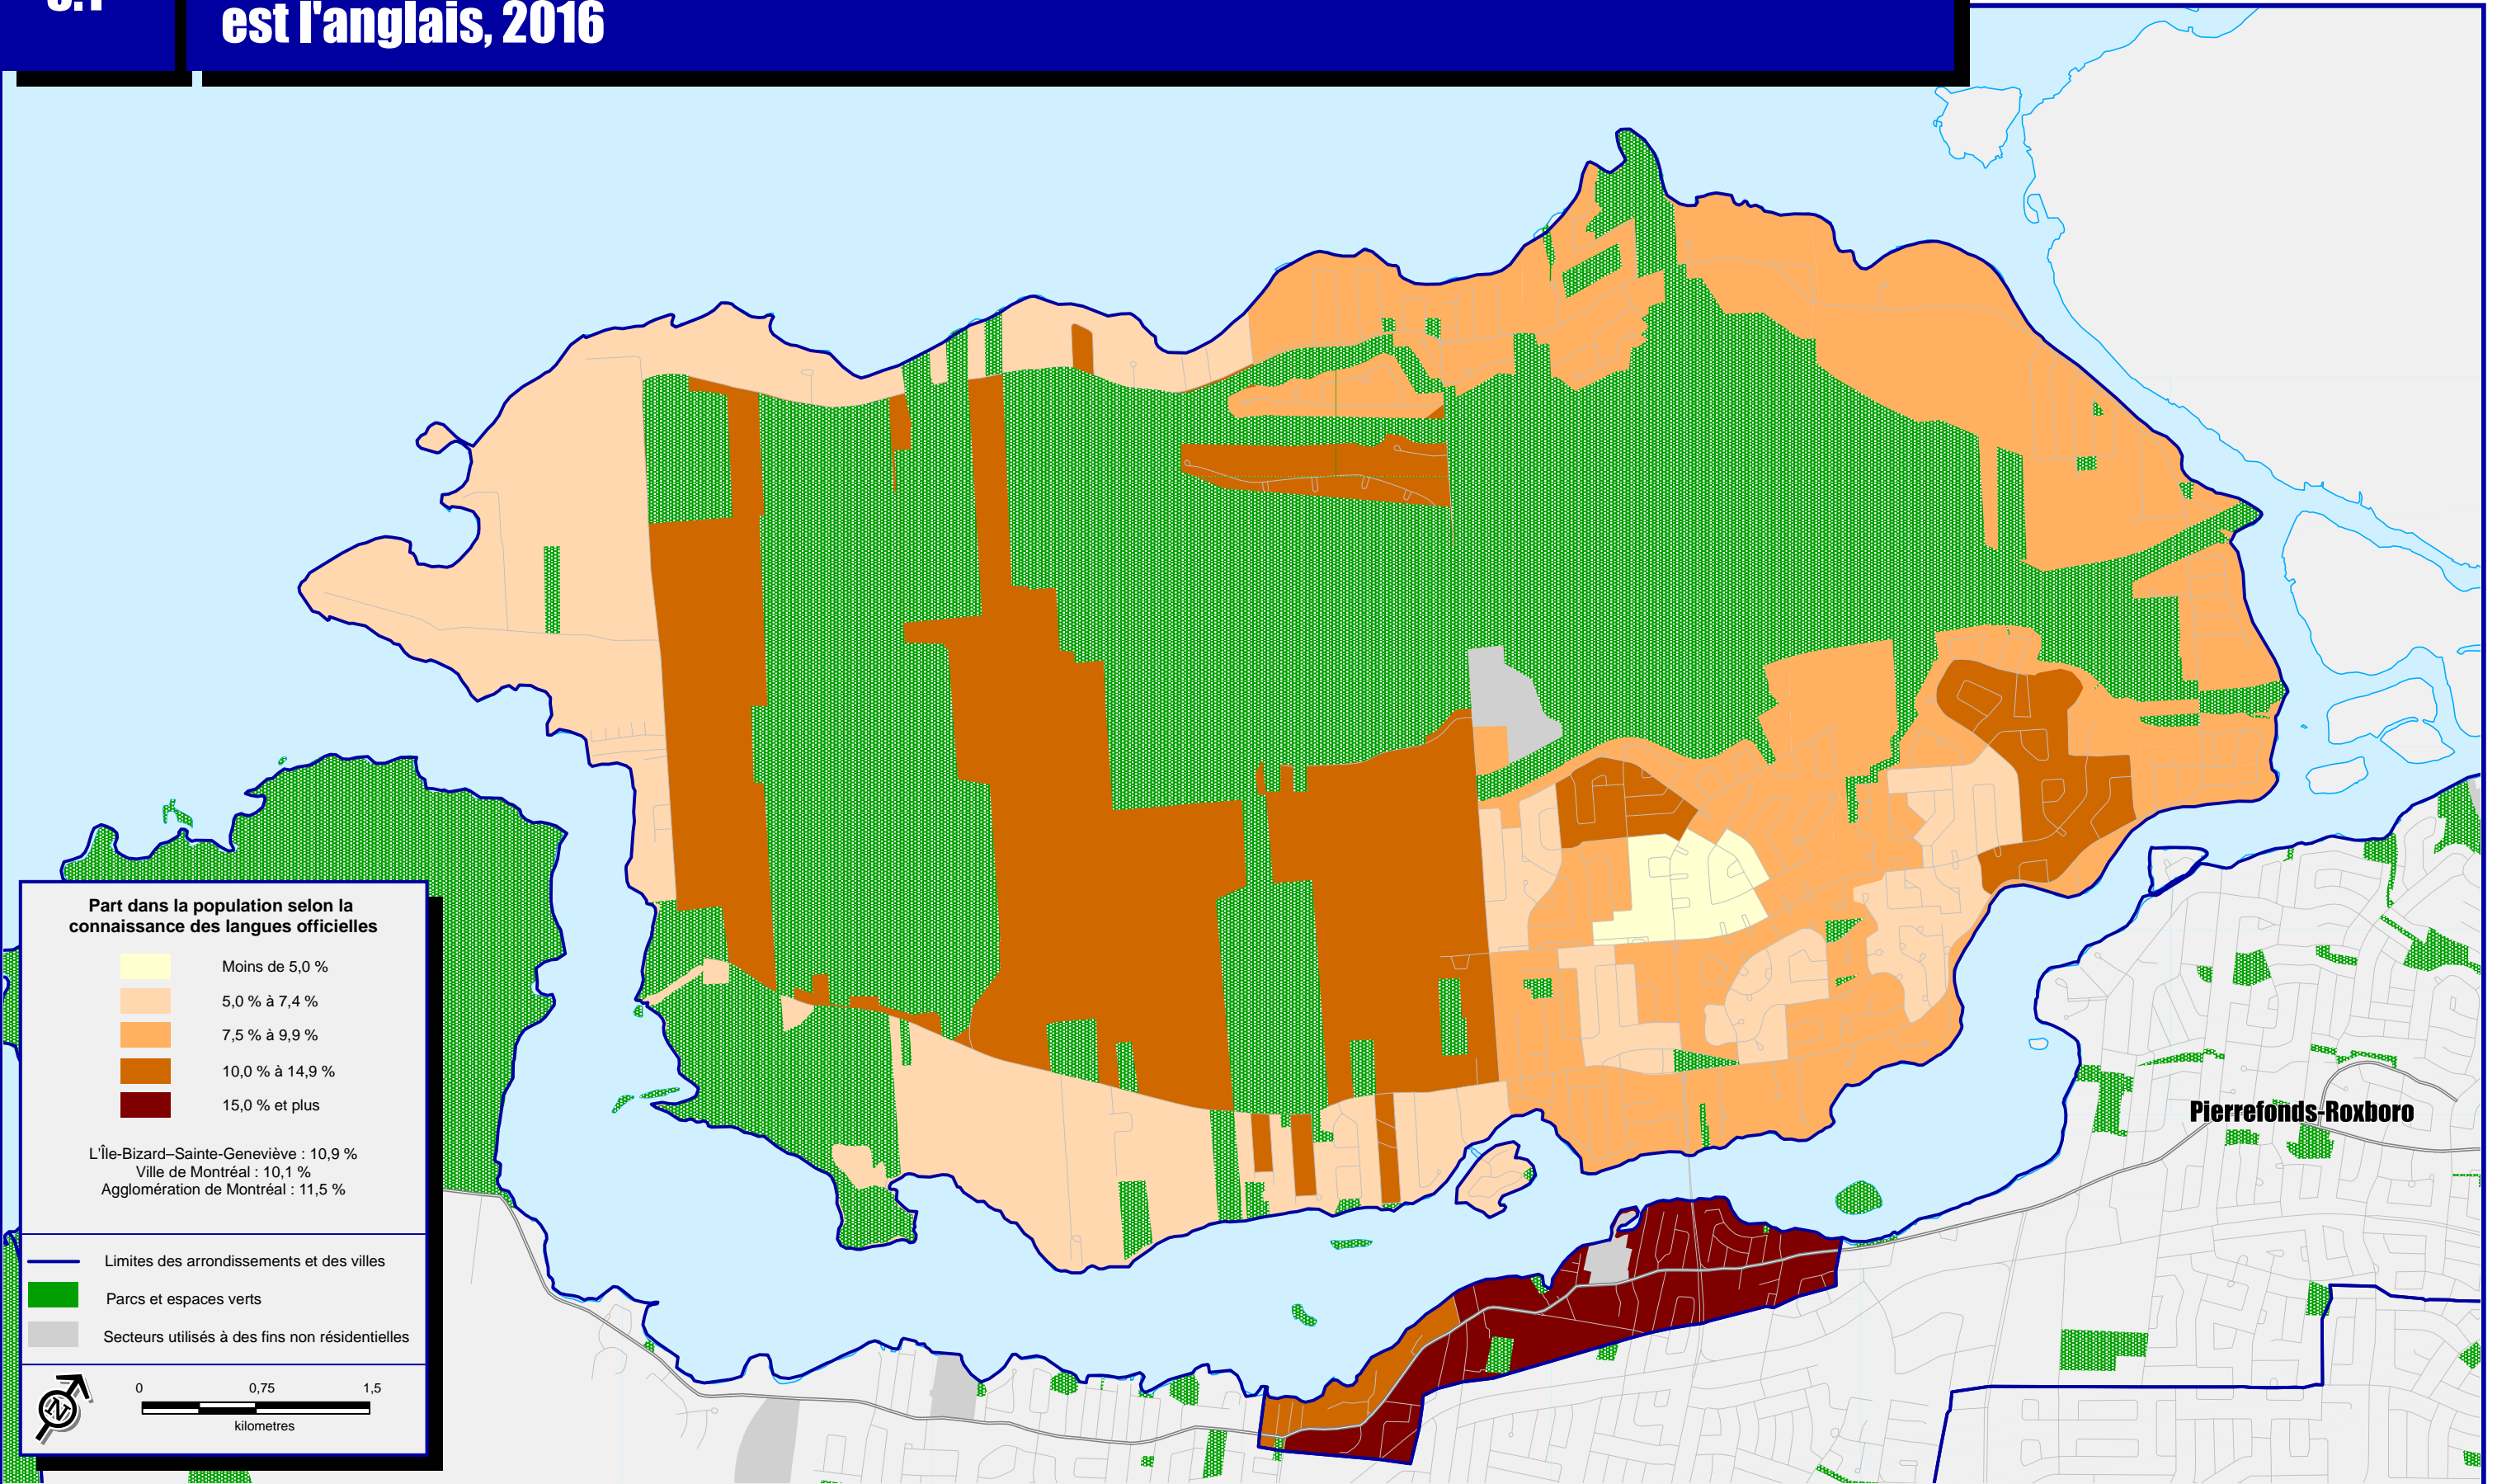 est l'anglais, 2016
Pierrefonds-Roxboro
Part dans la population selon la
connaissance des langues officielles
Moins de 5,0 %
5,0 % à 7,4 %
7,5 % à 9,9 %
10,0 % à 14,9 %
15,0 % et plus
L'Île-Bizard–Sainte-Geneviève : 10,9 %
Ville de Montréal : 10,1 %
Agglomération de Montréal : 11,5 %
Limites des arrondissements et des villes
Parcs et espaces verts
Secteurs utilisés à des fins non résidentielles
N
0 0,75 1,5
kilometres